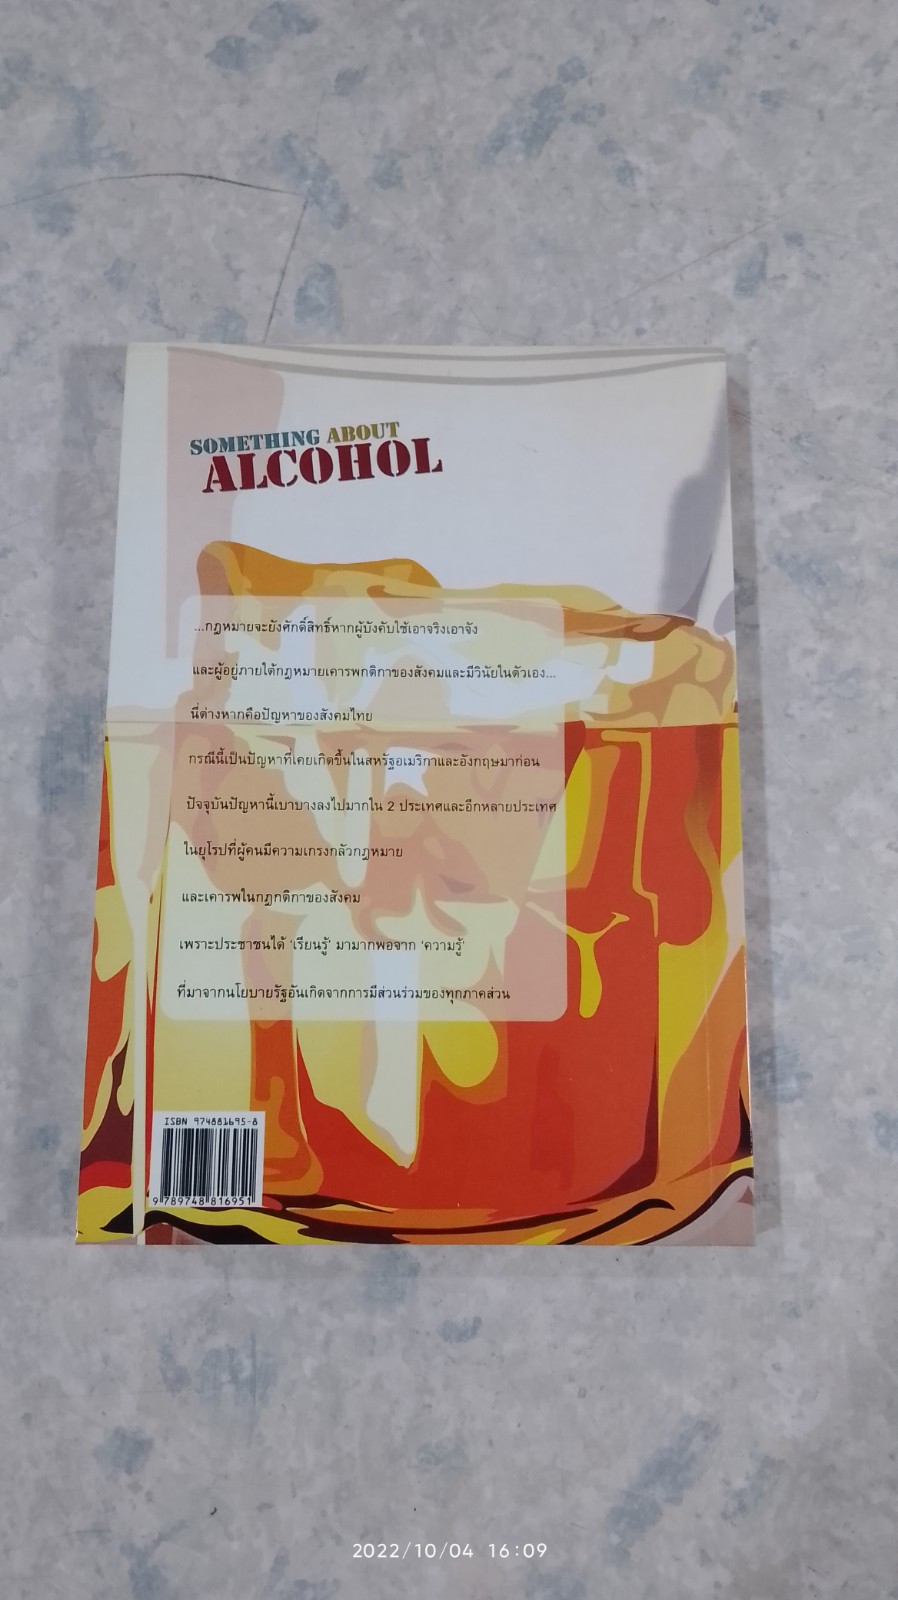 SOMETHING ABOUT
ALCOHOL
...กฎหมายจะยังศักดิ์สิทธิ์หากผู้บังคับใช้เอาจริงเอาจัง
และผู้อยู่ภายใต้กฎหมายเคารพกติกาของสังคมและมีวินัยในตัวเอง...
นี่ต่างหากคือปัญหาของสังคมไทย
กรณีนี้เป็นปัญหาที่เคยเกิดขึ้นในสหรัฐอเมริกาและอังกฤษมาก่อน
ปัจจุบันปัญหานี้เบาบางลงไปมากใน 2 ประเทศและอีกหลายประเทศ
ในยุโรปที่ผู้คนมีความเกรงกลัวกฎหมาย
และเคารพในกฎกติกาของสังคม
เพราะประชาชนได้ 'เรียนรู้' มามากพอจาก 'ความรู้'
ที่มาจากนโยบายรัฐอันเกิดจากการมีส่วนร่วมของทุกภาคส่วน
ISBN 974881695-8
9 789748 816951
2022/10/04 16:09